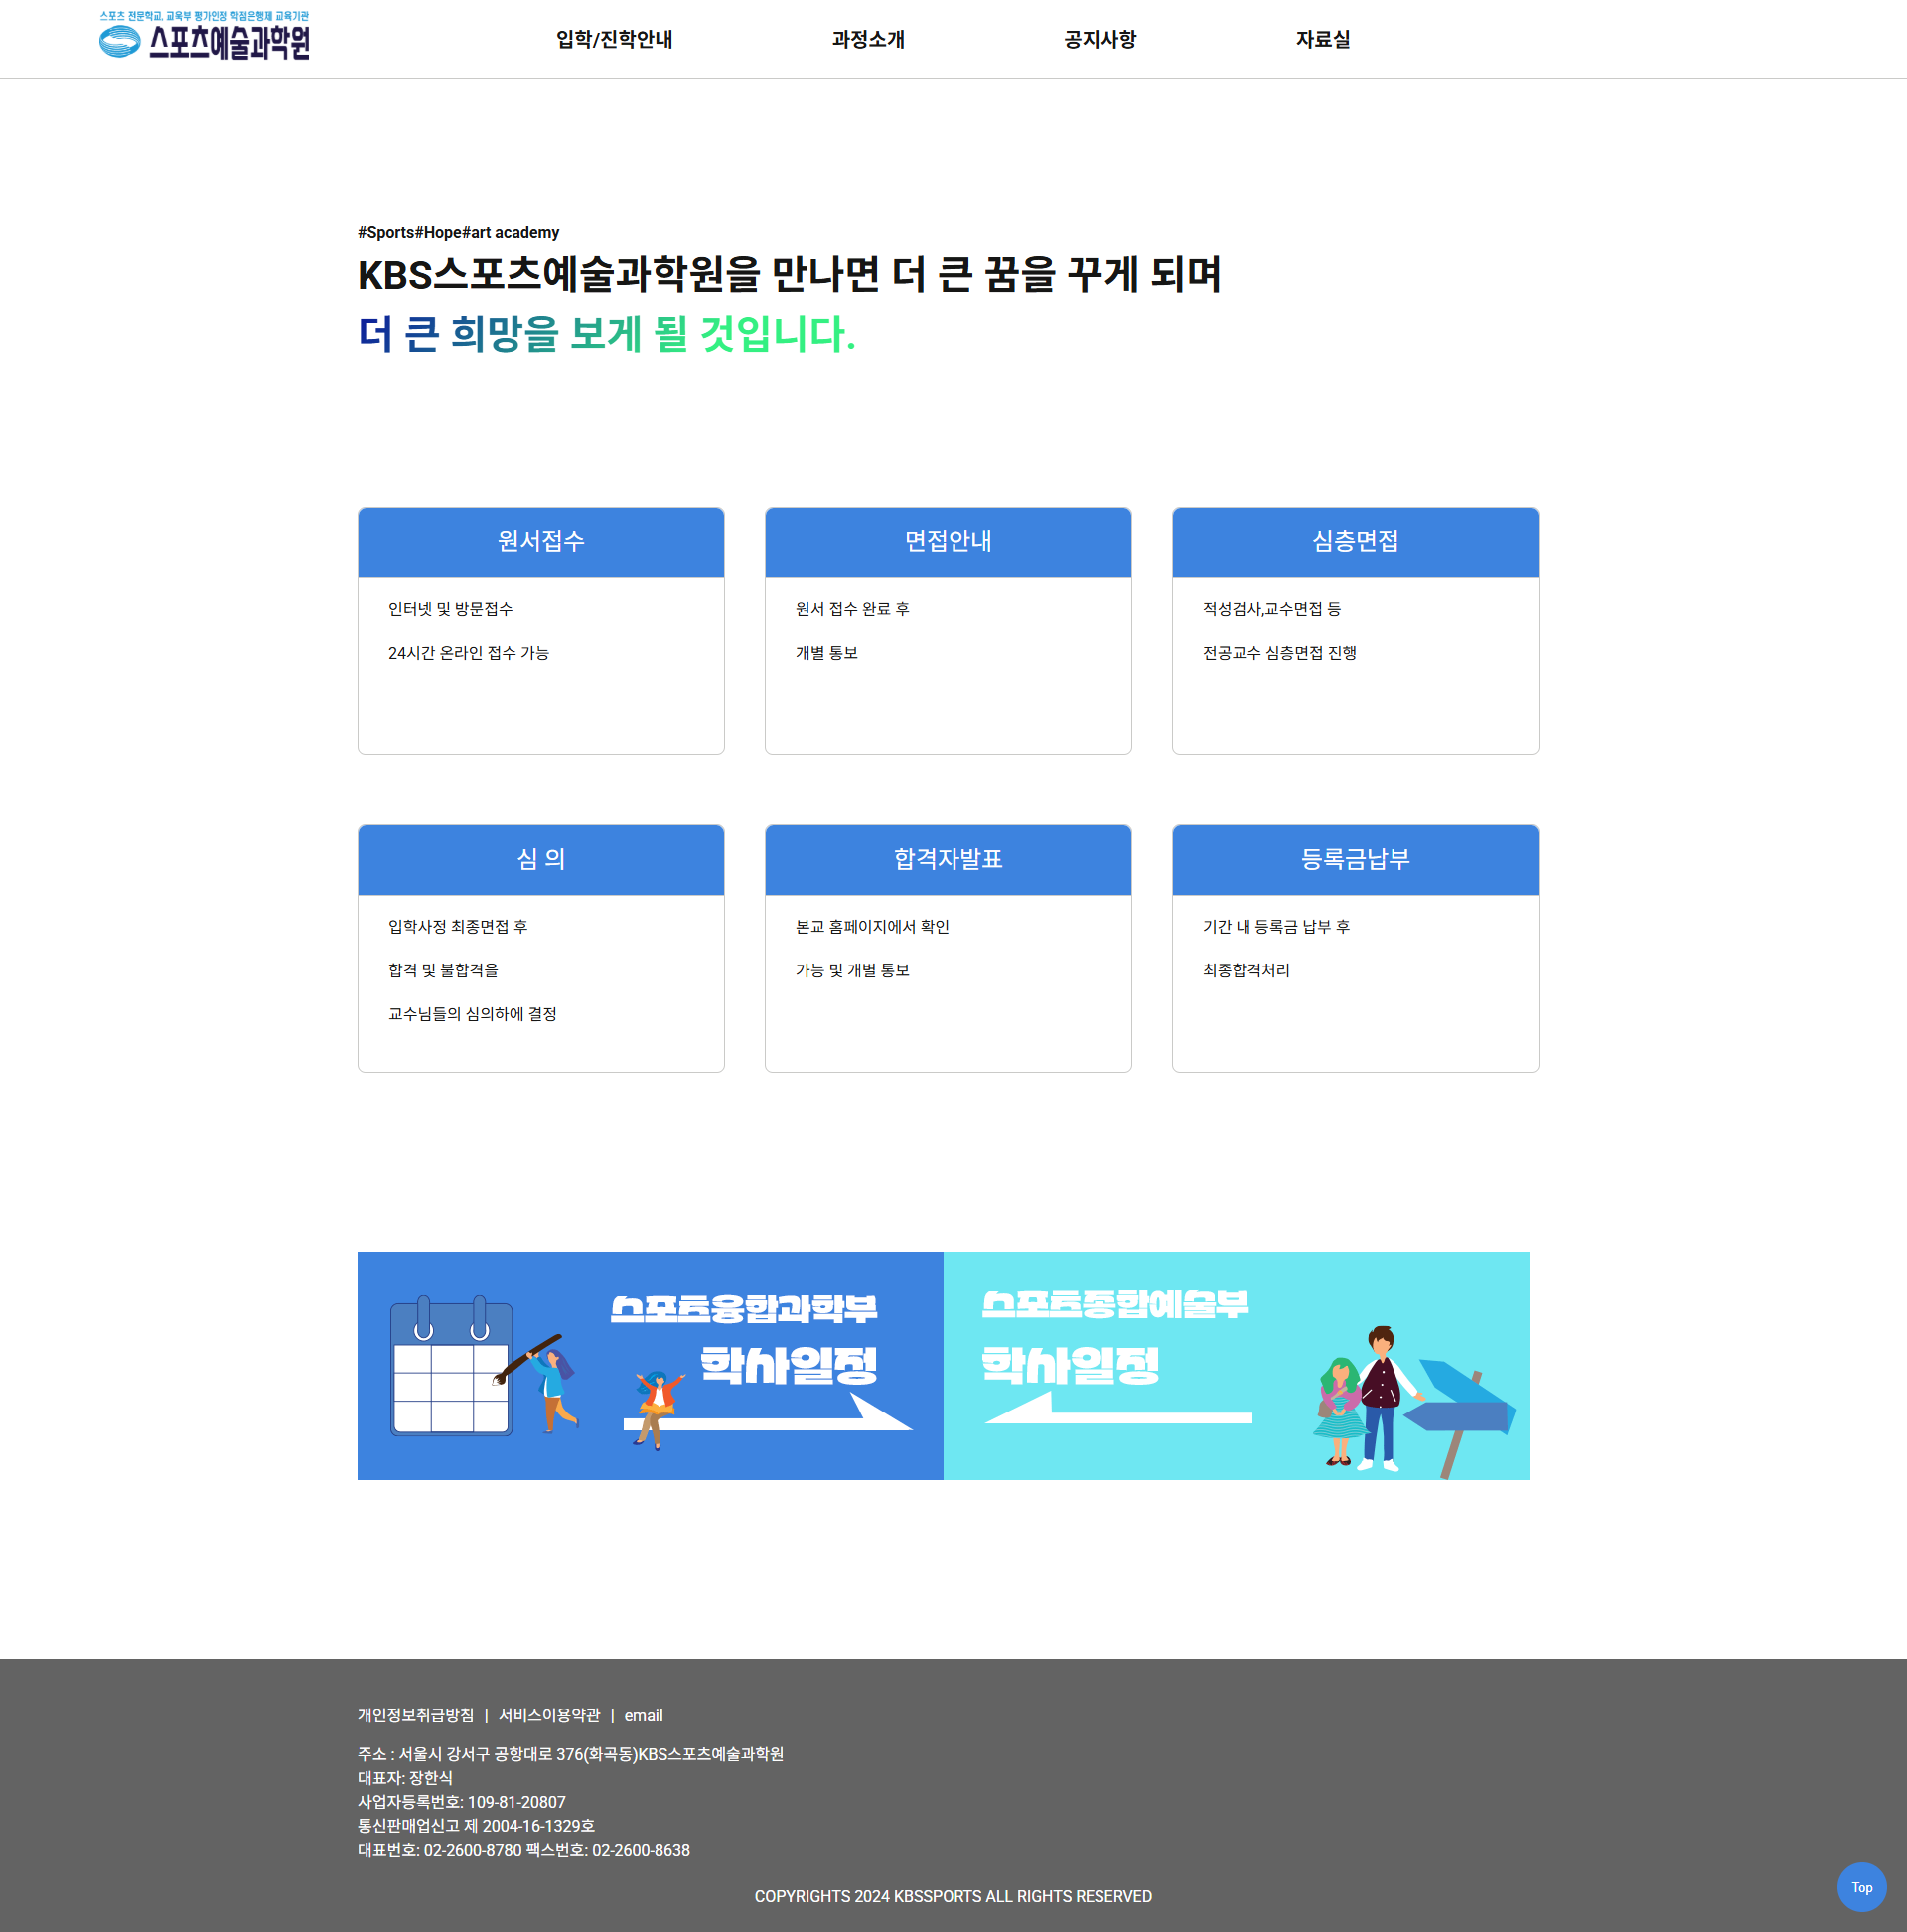 스포츠 전문학교, 교육부 평가인정 학점은행제 교육기관
스포츠예술과학원
입학/진학안내
과정소개
공지사항
자료실
#Sports#Hope#art academy
KBS스포츠예술과학원을 만나면 더 큰 꿈을 꾸게 되며
더 큰 희망을 보게 될 것입니다.
원서접수
인터넷 및 방문접수
24시간 온라인 접수 가능
면접안내
원서 접수 완료 후
개별 통보
심층면접
적성검사,교수면접 등
전공교수 심층면접 진행
심 의
입학사정 최종면접 후
합격 및 불합격을
교수님들의 심의하에 결정
합격자발표
본교 홈페이지에서 확인
가능 및 개별 통보
등록금납부
기간 내 등록금 납부 후
최종합격처리
스포츠융합과학부
학사일정
스포츠종합예술부
학사일정
개인정보취급방침 | 서비스이용약관 | email
주소 : 서울시 강서구 공항대로 376(화곡동)KBS스포츠예술과학원
대표자: 장한식
사업자등록번호: 109-81-20807
통신판매업신고 제 2004-16-1329호
대표번호: 02-2600-8780 팩스번호: 02-2600-8638
COPYRIGHTS 2024 KBSSPORTS ALL RIGHTS RESERVED
Top